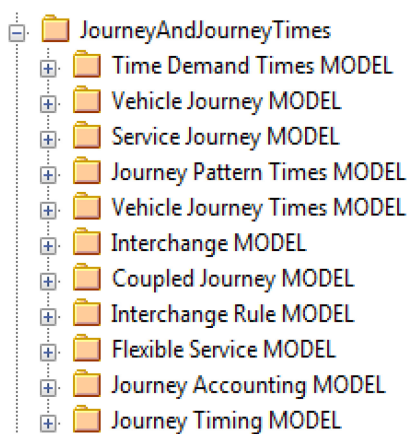 JourneyAndJourneyTimes
Time Demand Times MODEL
Vehicle Journey MODEL
Service Journey MODEL
Journey Pattern Times MODEL
Vehicle Journey Times MODEL
Interchange MODEL
Coupled Journey MODEL
Interchange Rule MODEL
Flexible Service MODEL
Journey Accounting MODEL
Journey Timing MODEL